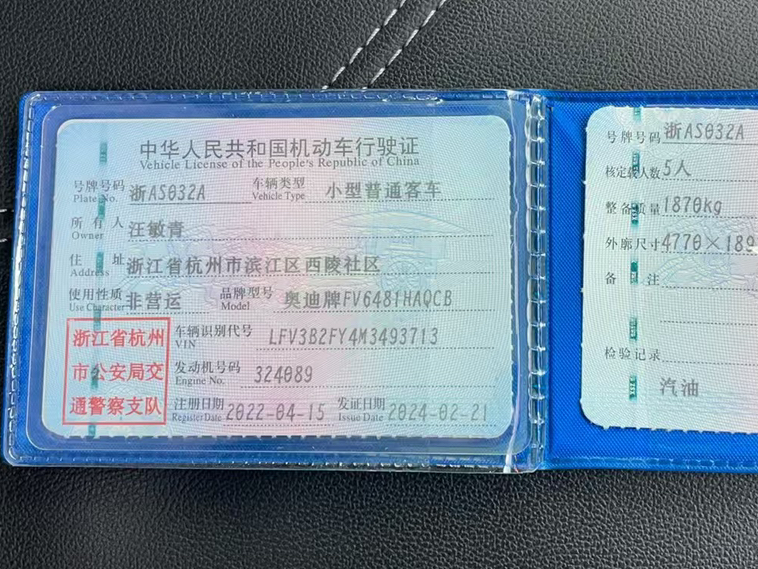 中华人民共和国机动车行驶证
Vehicle License of the People's Republic of China
号牌号码 浙AS032A 车辆类型 小型普通客车
Plate No. Vehicle Type
所有人 汪敏青
Owner
住址 浙江省杭州市滨江区西陵社区
Address
使用性质 非营运 品牌型号 奥迪牌FV6481HAQCB
Use Character Model
浙江省杭州
市公安局交
通警察支队
车辆识别代号 LFV3B2FY4M3493713
VIN
发动机号码 324089
Engine No.
注册日期 2022-04-15 发证日期 2024-02-21
Register Date Issue Date
号牌号码 浙AS032A
核定载人数 5人
整备质量 1870kg
外廓尺寸 4770×189
备注
检验记录
汽油